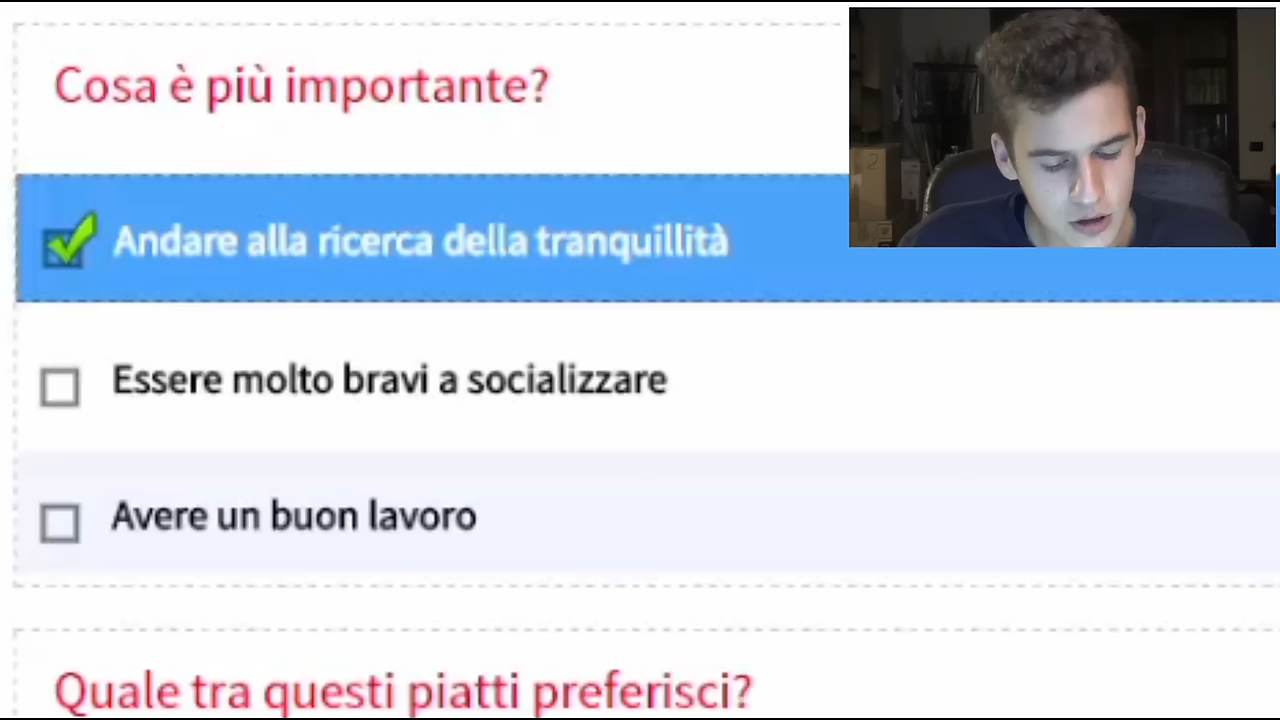 Cosa è più importante?
Andare alla ricerca della tranquillità
Essere molto bravi a socializzare
Avere un buon lavoro
Quale tra questi piatti preferisci?